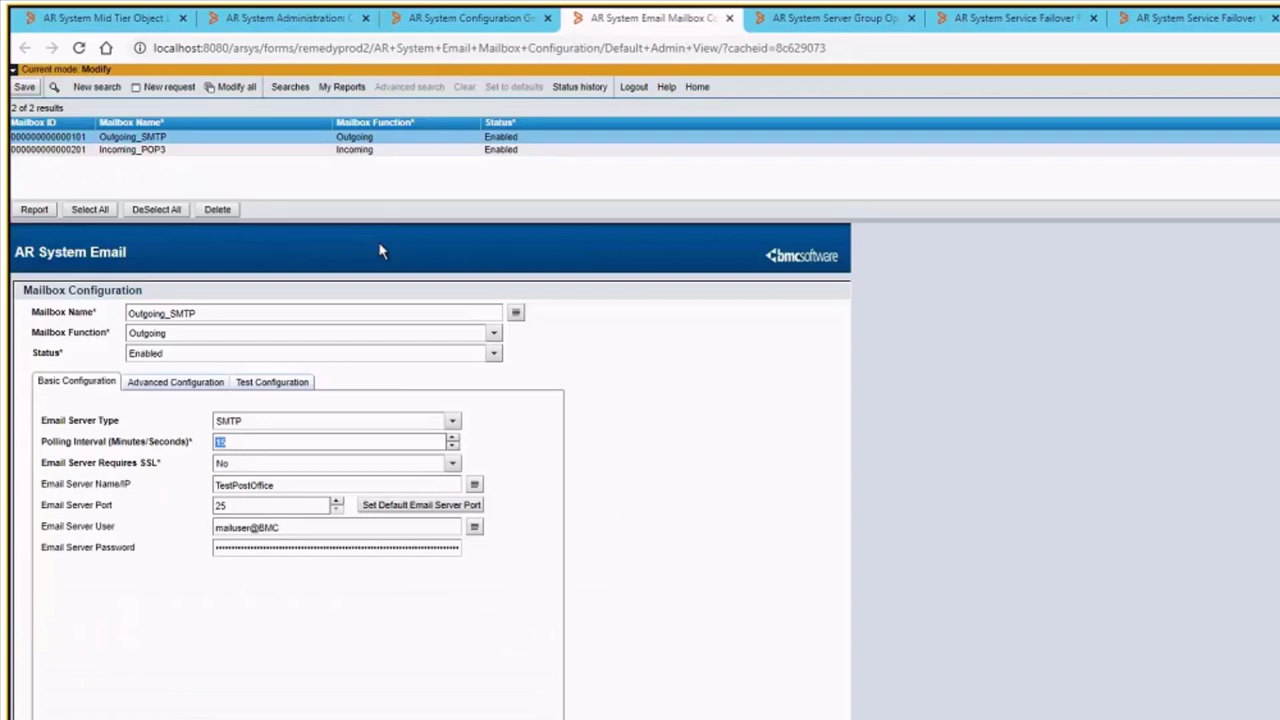 AR System Mid Tier Object
AR System Administration: C
AR System Configuration Ge
AR System Email Mailbox Co
AR System Server Group Op
AR System Service Failover
AR System Service Failover
localhost:8080/arsys/forms/remedyprod2/AR+System+Email+Mailbox+Configuration/Default+Admin+View/?cacheid=8c629073
Current mode: Modify
Save New search New request Modify all Searches My Reports Advanced search Clear Set to defaults Status history Logout Help Home
2 of 2 results
Mailbox ID Mailbox Name* Mailbox Function* Status*
000000000000101 Outgoing_SMTP Outgoing Enabled
000000000000201 Incoming_POP3 Incoming Enabled
Report Select All DeSelect All Delete
AR System Email
bmcsoftware
Mailbox Configuration
Mailbox Name* Outgoing_SMTP
Mailbox Function* Outgoing
Status* Enabled
Basic Configuration Advanced Configuration Test Configuration
Email Server Type SMTP
Polling Interval (Minutes/Seconds)* 15
Email Server Requires SSL* No
Email Server Name/IP TestPostOffice
Email Server Port 25 Set Default Email Server Port
Email Server User mailuser@BMC
Email Server Password